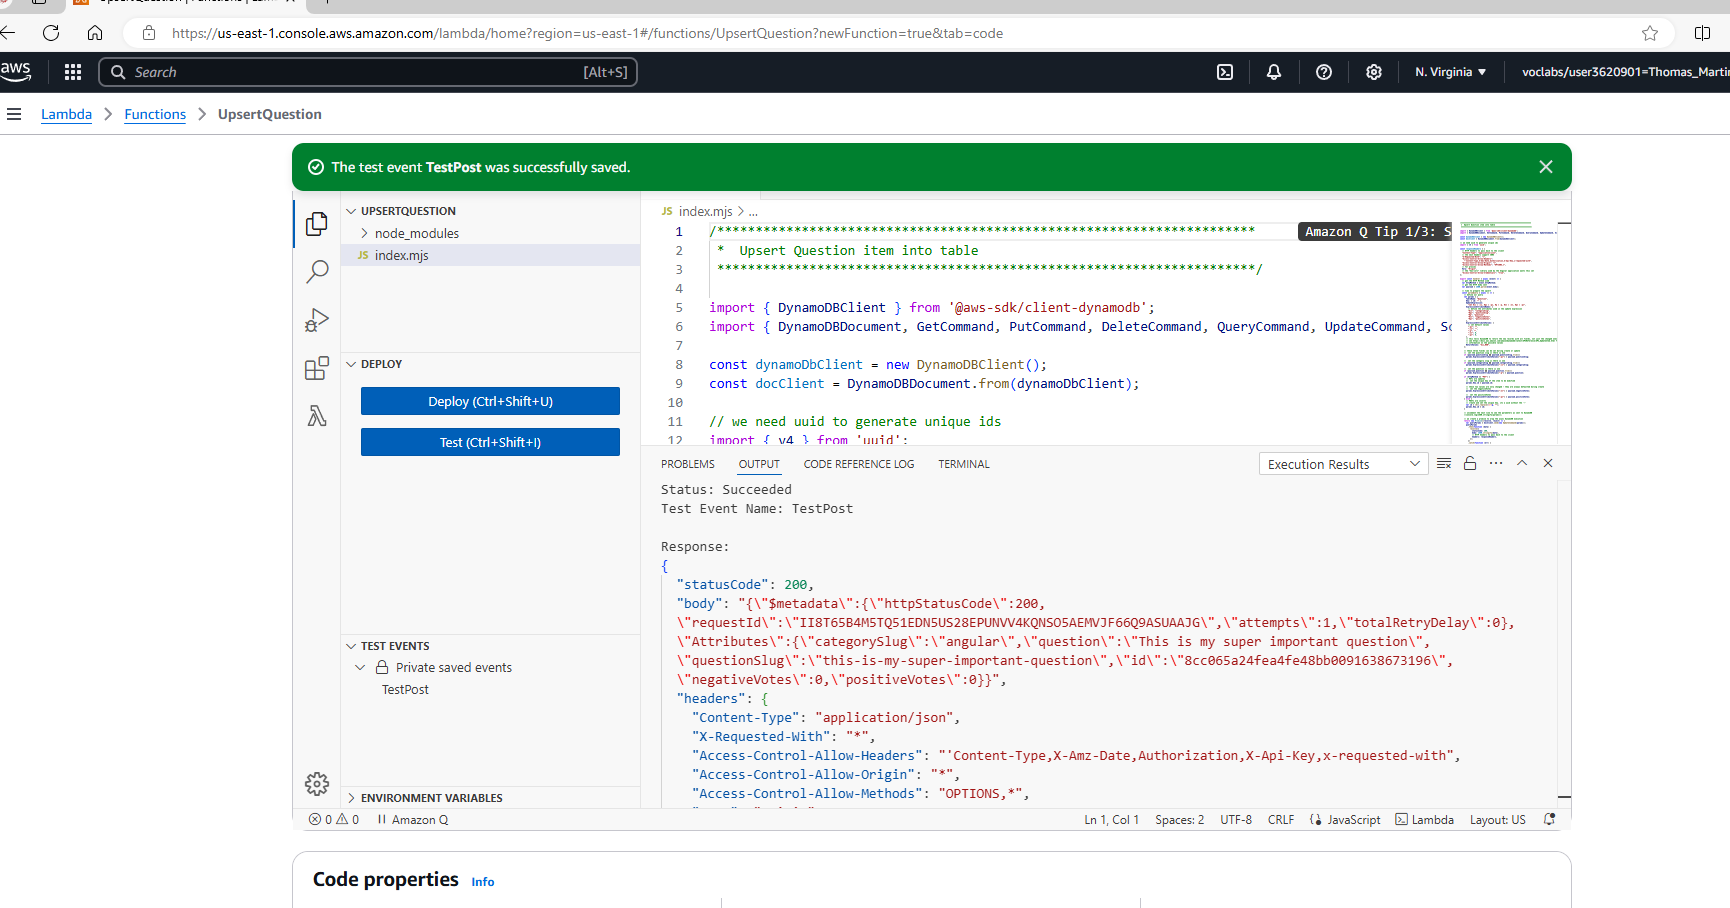 UpsertQuestion | Functions | Lam
https://us-east-1.console.aws.amazon.com/lambda/home?region=us-east-1#/functions/UpsertQuestion?newFunction=true&tab=code
aws
Search
[Alt+S]
N. Virginia
voclabs/user3620901=Thomas_Martin
Lambda
Functions
UpsertQuestion
The test event TestPost was successfully saved.
UPSERTQUESTION
node_modules
JS index.mjs
DEPLOY
Deploy (Ctrl+Shift+U)
Test (Ctrl+Shift+I)
TEST EVENTS
Private saved events
TestPost
ENVIRONMENT VARIABLES
JS index.mjs > ...
Amazon Q Tip 1/3: S
1 /**********************************************************************
2 * Upsert Question item into table
3 **********************************************************************/
4
5 import { DynamoDBClient } from '@aws-sdk/client-dynamodb';
6 import { DynamoDBDocument, GetCommand, PutCommand, DeleteCommand, QueryCommand, UpdateCommand, Sc
7
8 const dynamoDbClient = new DynamoDBClient();
9 const docClient = DynamoDBDocument.from(dynamoDbClient);
10
11 // we need uuid to generate unique ids
12 import { v4 } from 'uuid';
PROBLEMS
OUTPUT
CODE REFERENCE LOG
TERMINAL
Execution Results
Status: Succeeded
Test Event Name: TestPost
Response:
{
"statusCode": 200,
"body": "{\"$metadata\":{\"httpStatusCode\":200,
\"requestId\":\"II8T65B4M5TQ51EDN5US28EPUNVV4KQNSO5AEMVJF66Q9ASUAAJG\",\"attempts\":1,\"totalRetryDelay\":0},
\"Attributes\":{\"categorySlug\":\"angular\",\"question\":\"This is my super important question\",
\"questionSlug\":\"this-is-my-super-important-question\",\"id\":\"8cc065a24fea4fe48bb0091638673196\",
\"negativeVotes\":0,\"positiveVotes\":0}}",
"headers": {
"Content-Type": "application/json",
"X-Requested-With": "*",
"Access-Control-Allow-Headers": "'Content-Type,X-Amz-Date,Authorization,X-Api-Key,x-requested-with",
"Access-Control-Allow-Origin": "*",
"Access-Control-Allow-Methods": "OPTIONS,*",
0 0
Amazon Q
Ln 1, Col 1
Spaces: 2
UTF-8
CRLF
JavaScript
Lambda
Layout: US
Code properties Info